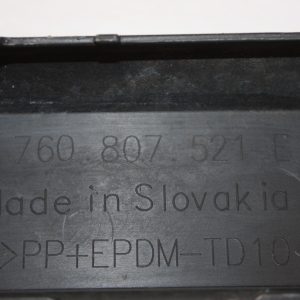 760.807.521
Made in Slovakia
>PP+EPDM-TD10<